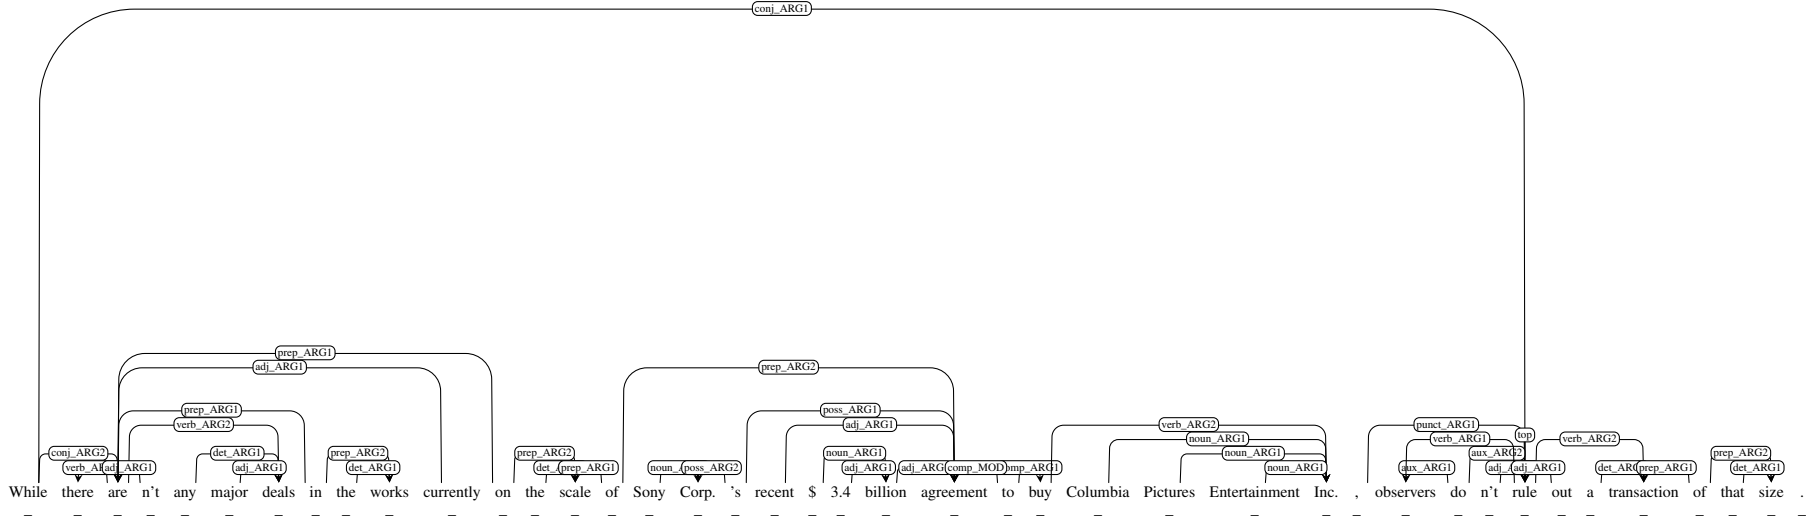 conj_ARG1
prep_ARG1
adj_ARG1 prep_ARG2
prep_ARG1 poss_ARG1
verb_ARG2 adj_ARG1 verb_ARG2 punct_ARG1
noun_ARG1 verb_ARG1 top verb_ARG2
conj_ARG2 det_ARG1 prep_ARG2 prep_ARG2 noun_ARG1 noun_ARG1 aux_ARG2 prep_ARG2
adj_ARG1 adj_ARG1 det_ARG1 prep_ARG1 poss_ARG2 adj_ARG1 comp_MOD noun_ARG1 aux_ARG1 adj_ARG1 prep_ARG1 det_ARG1
While there are n't any major deals in the works currently on the scale of Sony Corp. 's recent $ 3.4 billion agreement to buy Columbia Pictures Entertainment Inc. , observers do n't rule out a transaction of that size .